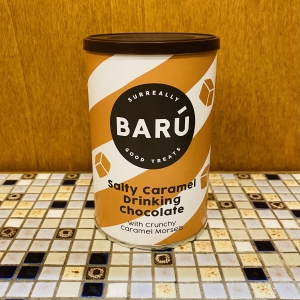 SURREALLY
BARÚ
GOOD TREATS
Salty Caramel
Drinking
Chocolate
with Crunchy
Caramel Morsels